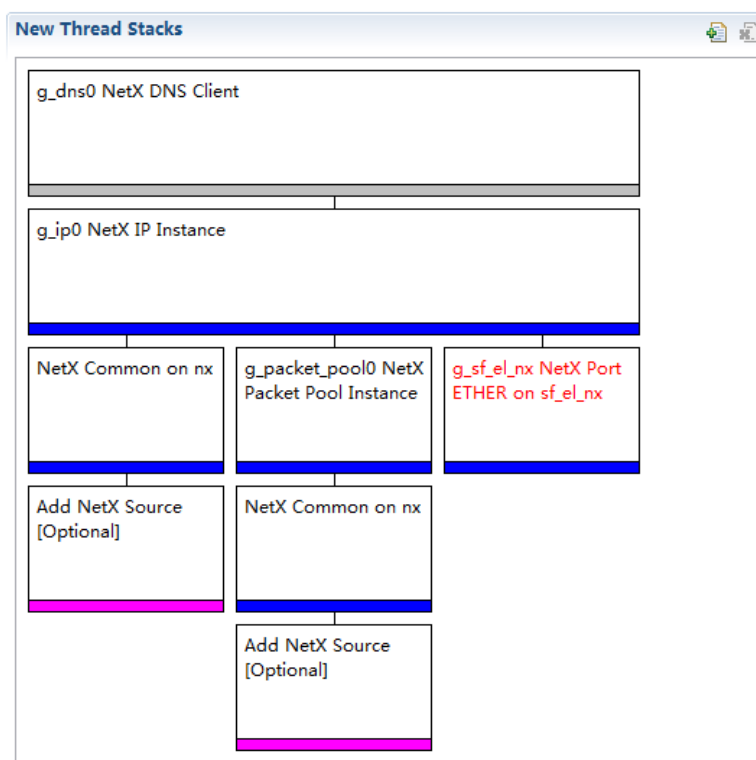 New Thread Stacks
g_dns0 NetX DNS Client
g_ip0 NetX IP Instance
NetX Common on nx
g_packet_pool0 NetX
Packet Pool Instance
g_sf_el_nx NetX Port
ETHER on sf_el_nx
Add NetX Source
[Optional]
NetX Common on nx
Add NetX Source
[Optional]